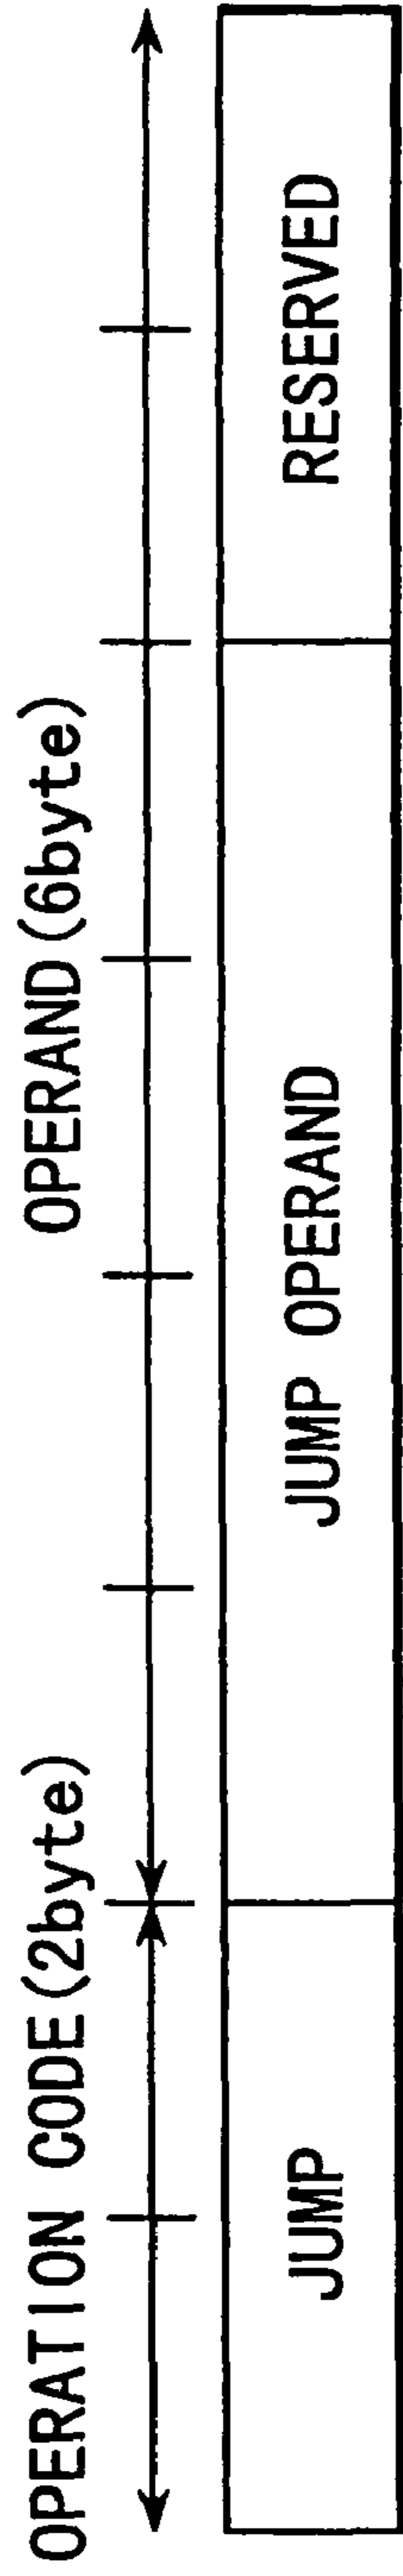 OPERATION CODE(2byte)
OPERAND(6byte)
JUMP
JUMP OPERAND
RESERVED